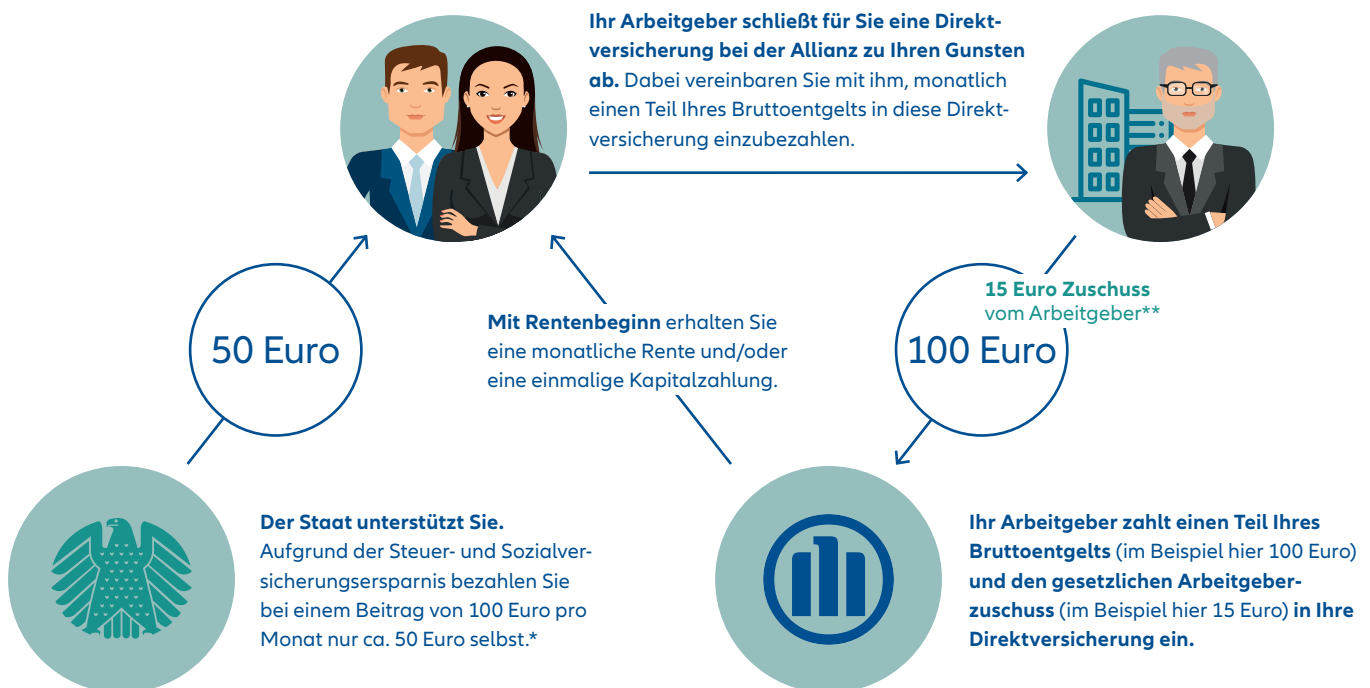 Ihr Arbeitgeber schließt für Sie eine Direkt-
versicherung bei der Allianz zu Ihren Gunsten
ab. Dabei vereinbaren Sie mit ihm, monatlich
einen Teil Ihres Bruttoentgelts in diese Direkt-
versicherung einzubezahlen.
15 Euro Zuschuss
vom Arbeitgeber**
50 Euro
Mit Rentenbeginn erhalten Sie
eine monatliche Rente und/oder
eine einmalige Kapitalzahlung.
100 Euro
Der Staat unterstützt Sie.
Aufgrund der Steuer- und Sozialver-
sicherungsersparnis bezahlen Sie
bei einem Beitrag von 100 Euro pro
Monat nur ca. 50 Euro selbst.*
Ihr Arbeitgeber zahlt einen Teil Ihres
Bruttoentgelts (im Beispiel hier 100 Euro)
und den gesetzlichen Arbeitgeber-
zuschuss (im Beispiel hier 15 Euro) in Ihre
Direktversicherung ein.